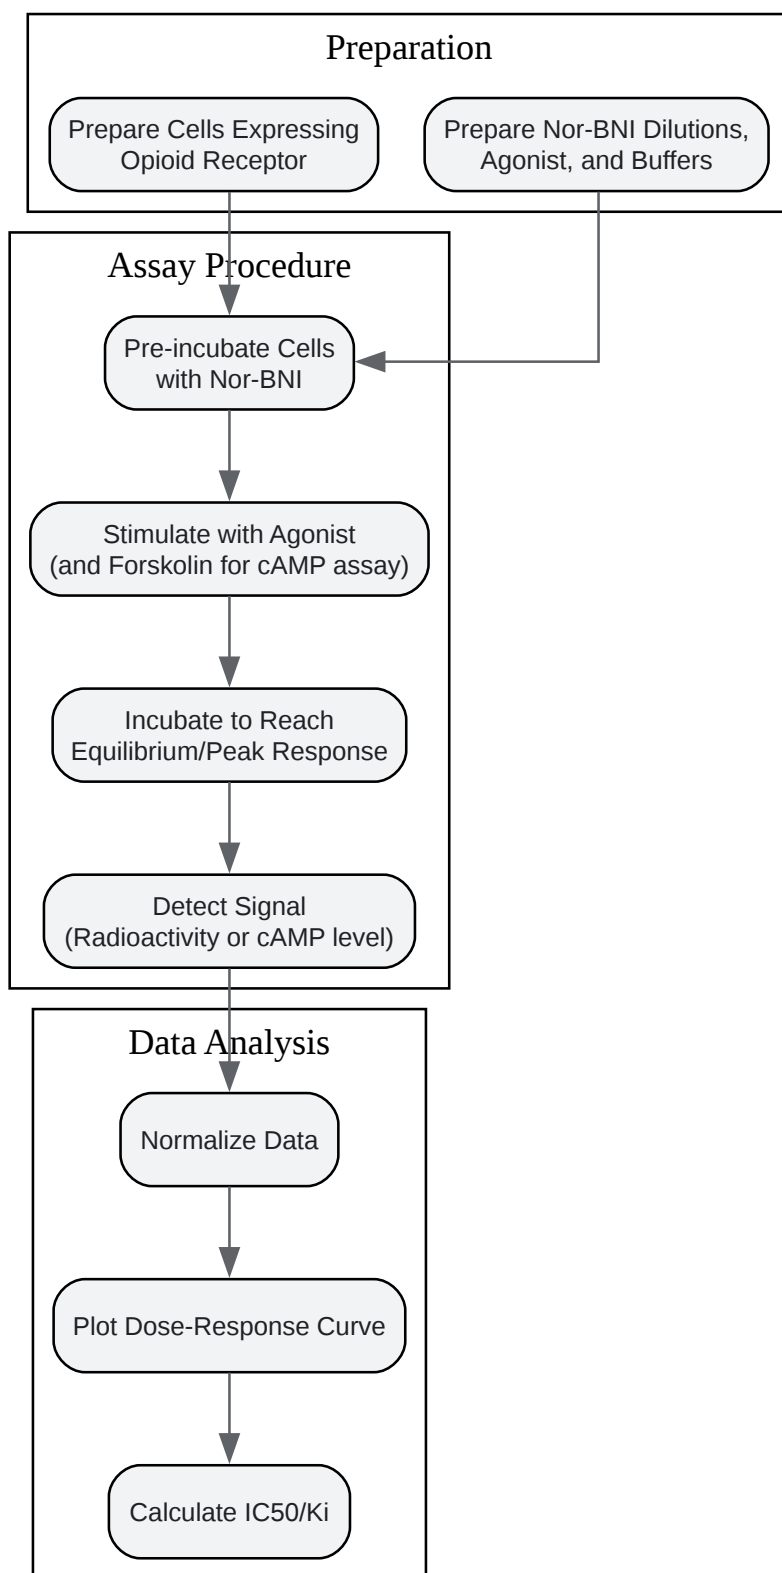 Preparation
Prepare Cells Expressing
Opioid Receptor
Prepare Nor-BNI Dilutions,
Agonist, and Buffers
Assay Procedure
Pre-incubate Cells
with Nor-BNI
Stimulate with Agonist
(and Forskolin for cAMP assay)
Incubate to Reach
Equilibrium/Peak Response
Detect Signal
(Radioactivity or cAMP level)
Data Analysis
Normalize Data
Plot Dose-Response Curve
Calculate IC50/Ki